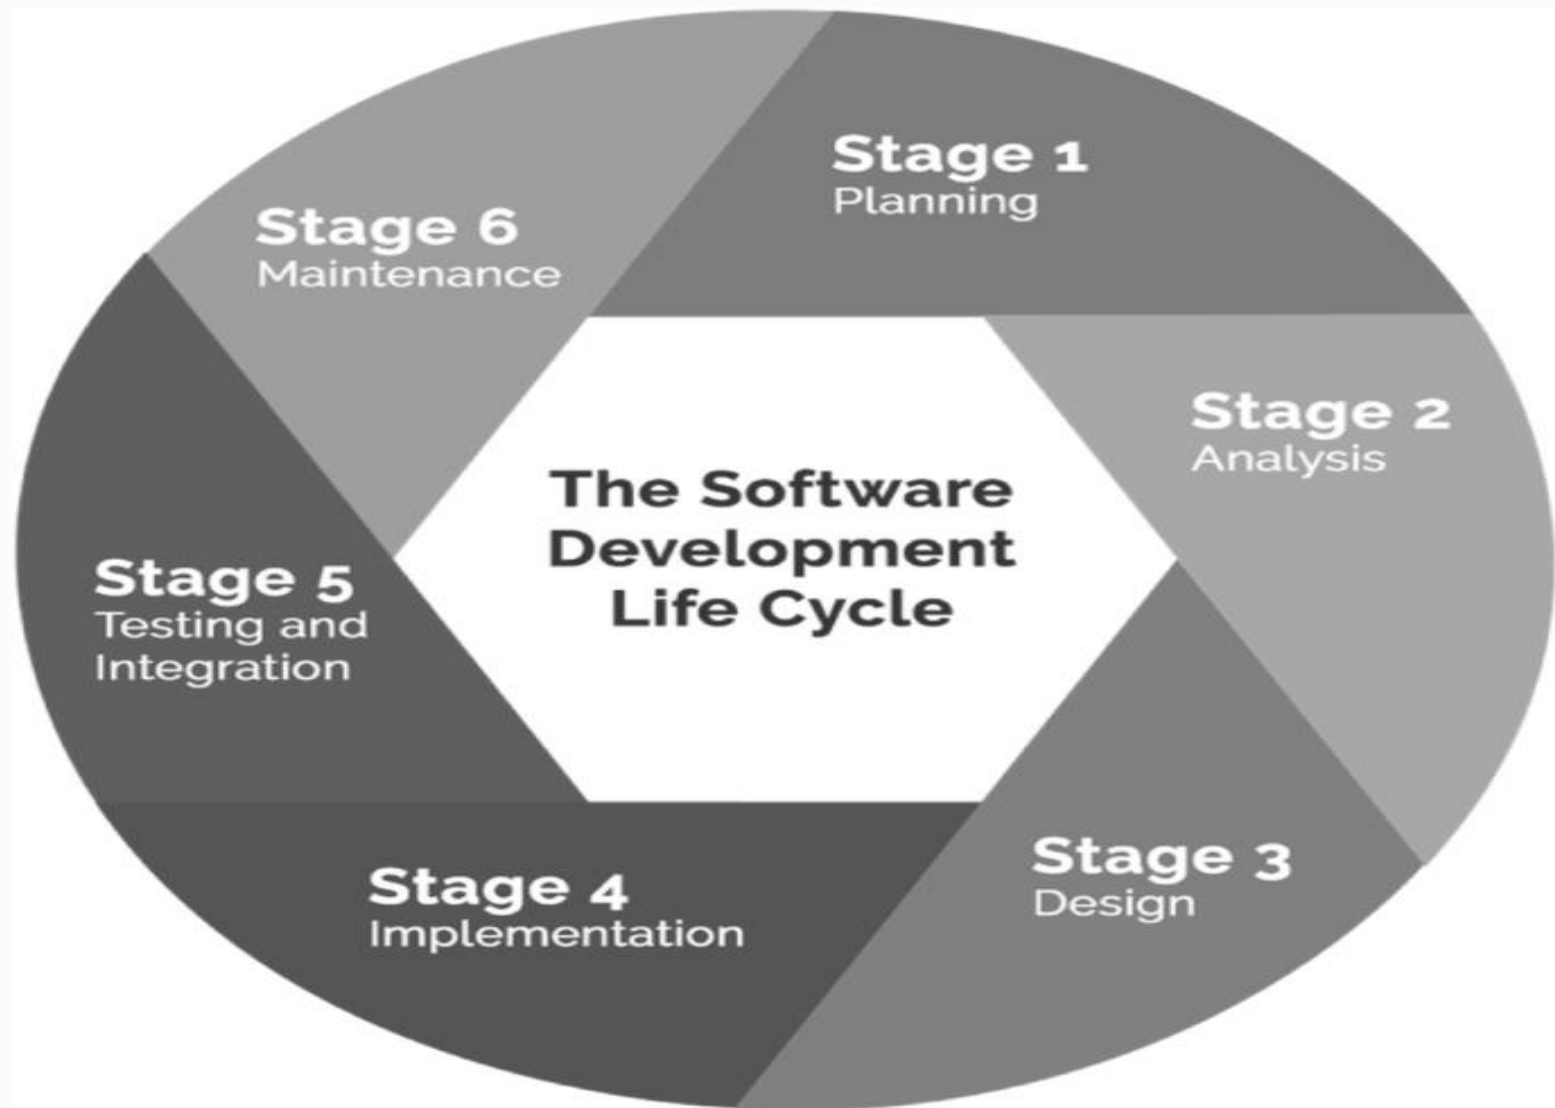 Stage 1
Planning
Stage 2
Analysis
Stage 3
Design
Stage 4
Implementation
Stage 5
Testing and
Integration
Stage 6
Maintenance
The Software
Development
Life Cycle